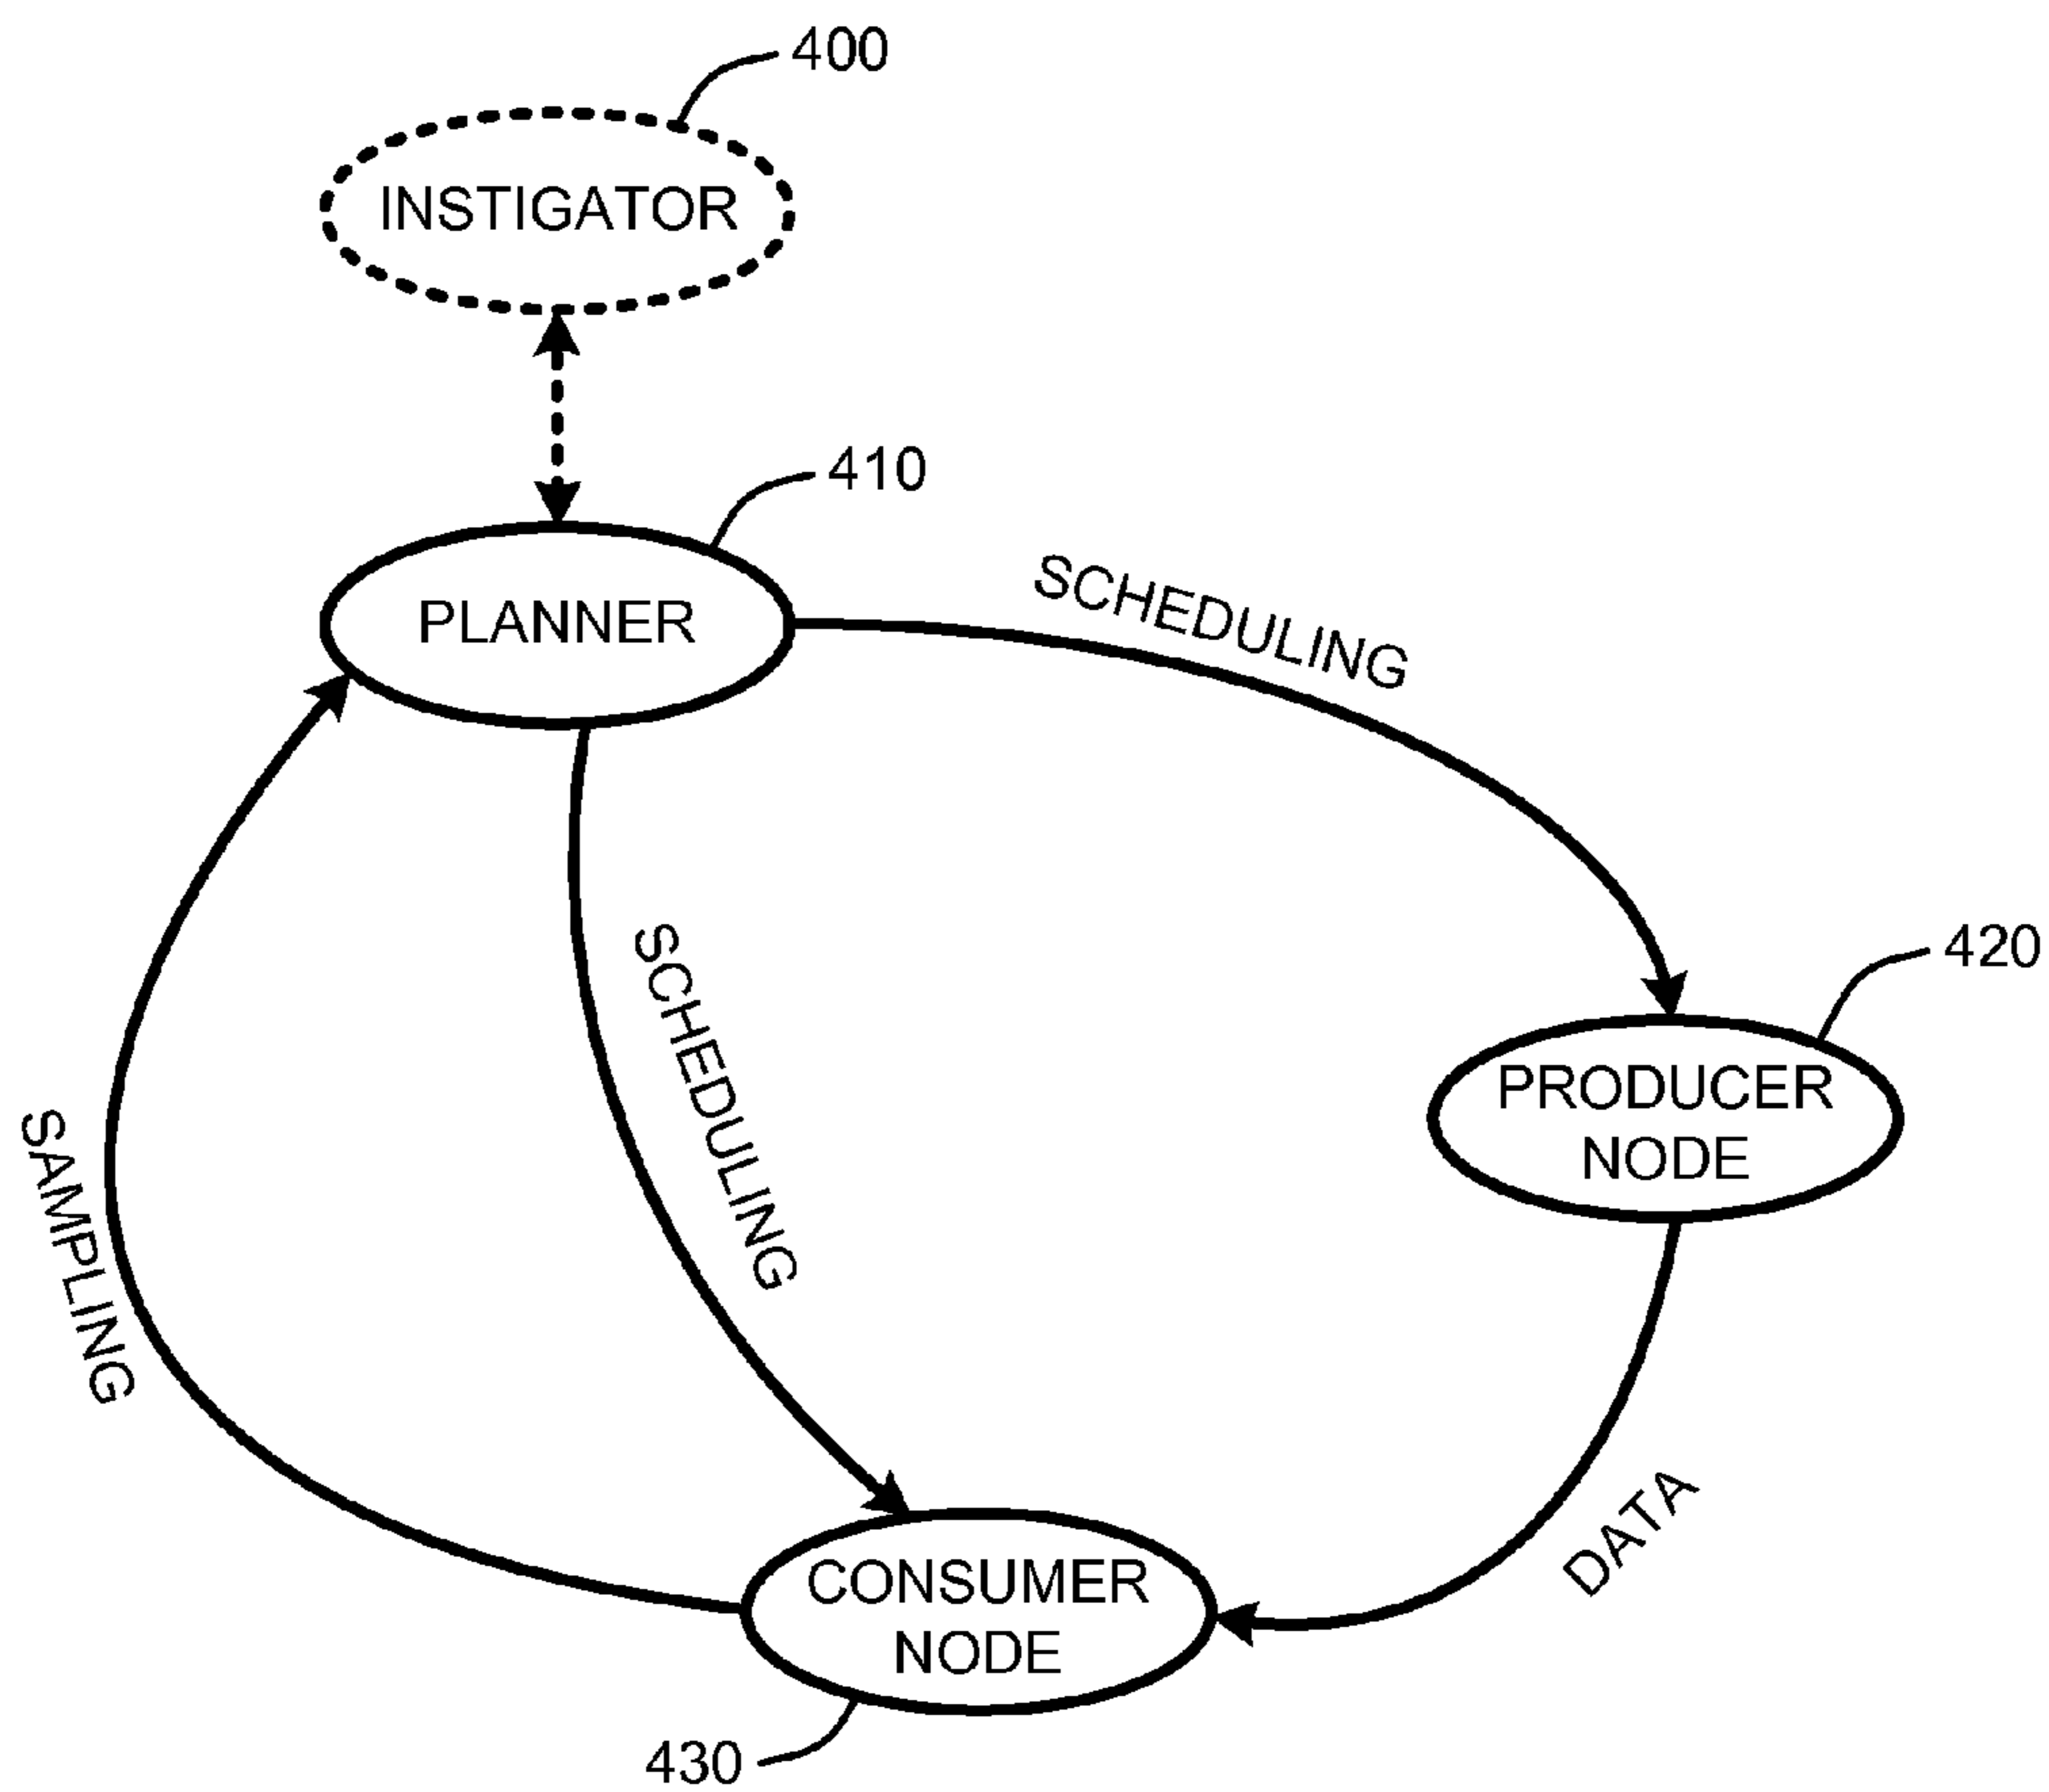 400
INSTIGATOR
410
PLANNER
SCHEDULING
420
PRODUCER
NODE
SCHEDULING
SAMPLING
DATA
CONSUMER
NODE
430